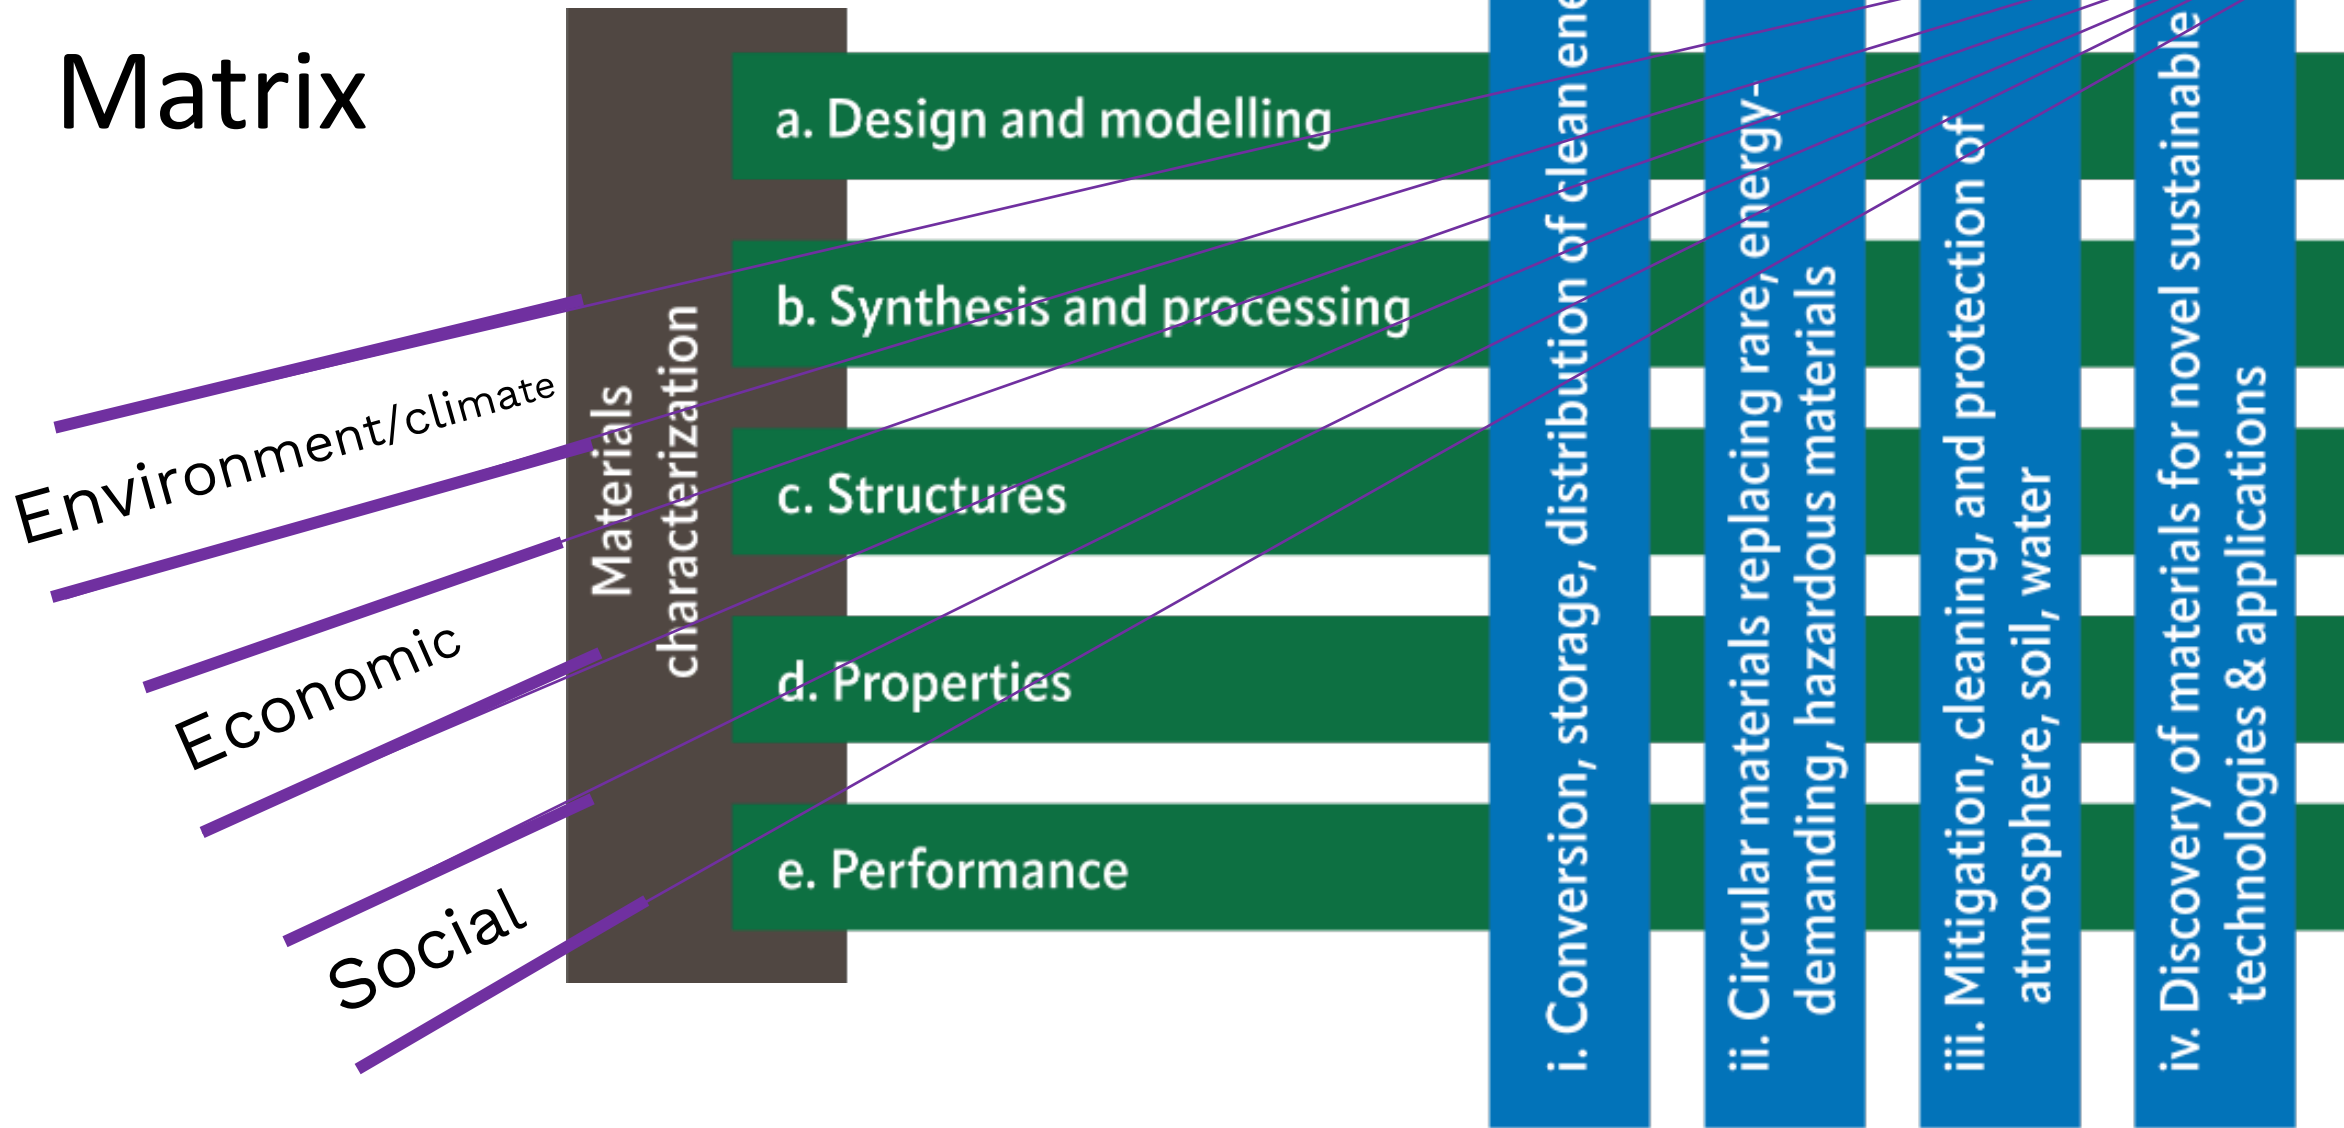 Matrix
Environment/climate
Economic
Social
Materials
characterization
a. Design and modelling
b. Synthesis and processing
c. Structures
d. Properties
e. Performance
i. Conversion, storage, distribution of clean ene
ii. Circular materials replacing rare, energy-
demanding, hazardous materials
iii. Mitigation, cleaning, and protection of
atmosphere, soil, water
iv. Discovery of materials for novel sustainable
technologies & applications